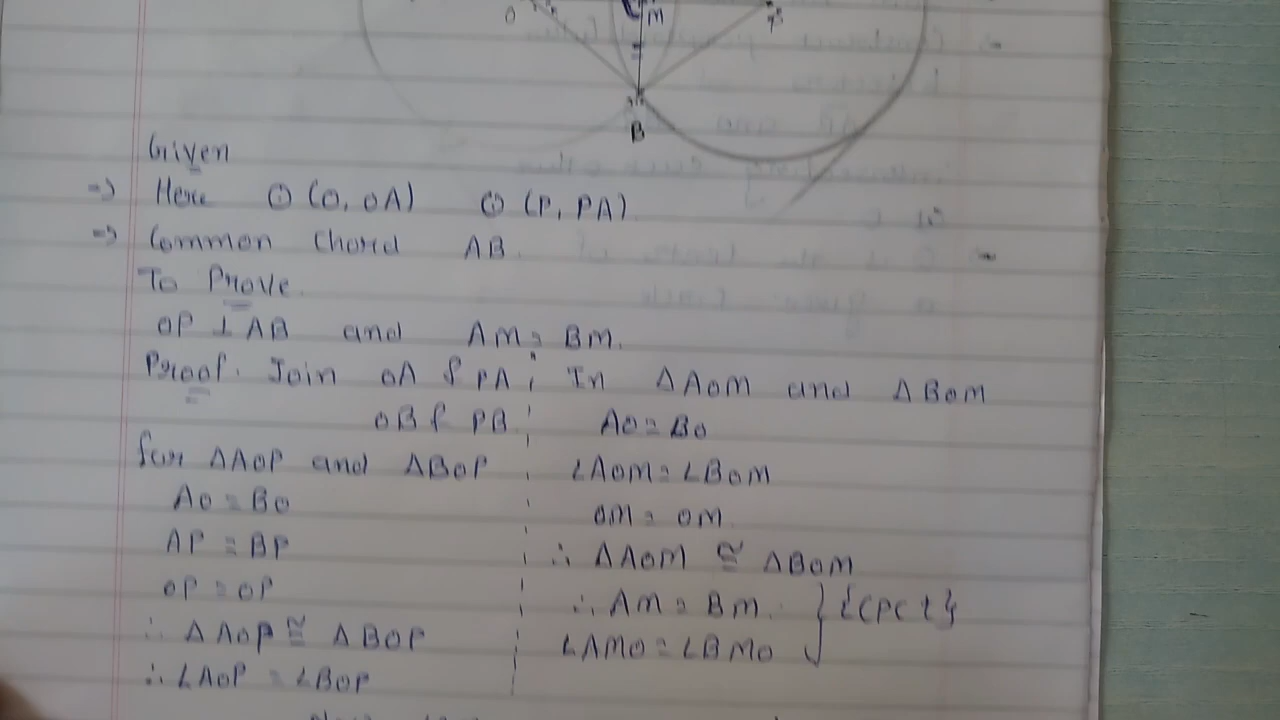 O M P
B
Given
=) Here ⊙ (O, OA) ⊙ (P, PA)
=) Common Chord AB.
To Prove.
OP ⊥ AB and AM = BM.
Proof. Join OA & PA
OB & PB
for ΔAOP and ΔBOP
AO = BO
AP = BP
OP = OP
∴ ΔAOP ≅ ΔBOP
∴ ∠AOP = ∠BOP
In ΔAOM and ΔBOM
AO = BO
∠AOM = ∠BOM
OM = OM.
∴ ΔAOM ≅ ΔBOM
∴ AM = BM. } {CPCT}
∠AMO = ∠BMO